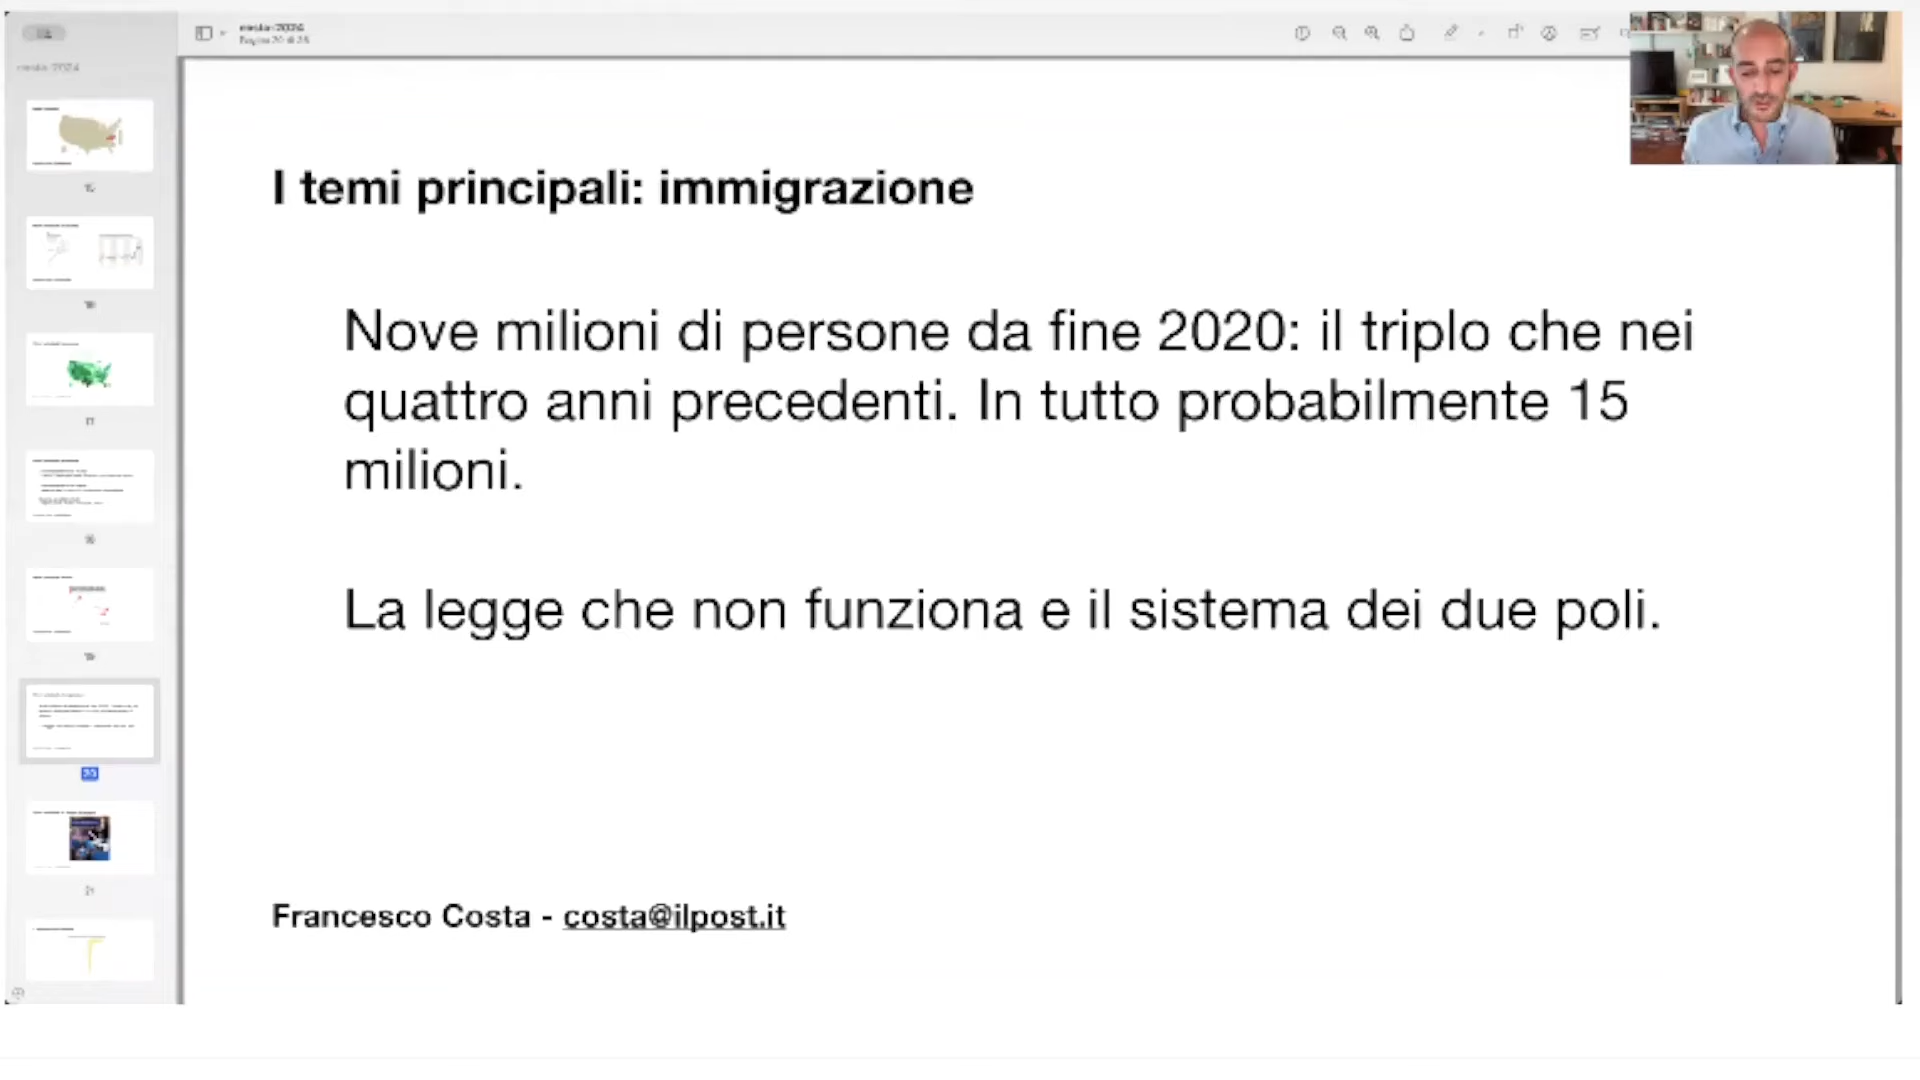 I temi principali: immigrazione
Nove milioni di persone da fine 2020: il triplo che nei
quattro anni precedenti. In tutto probabilmente 15
milioni.
La legge che non funziona e il sistema dei due poli.
Francesco Costa - costa@ilpost.it